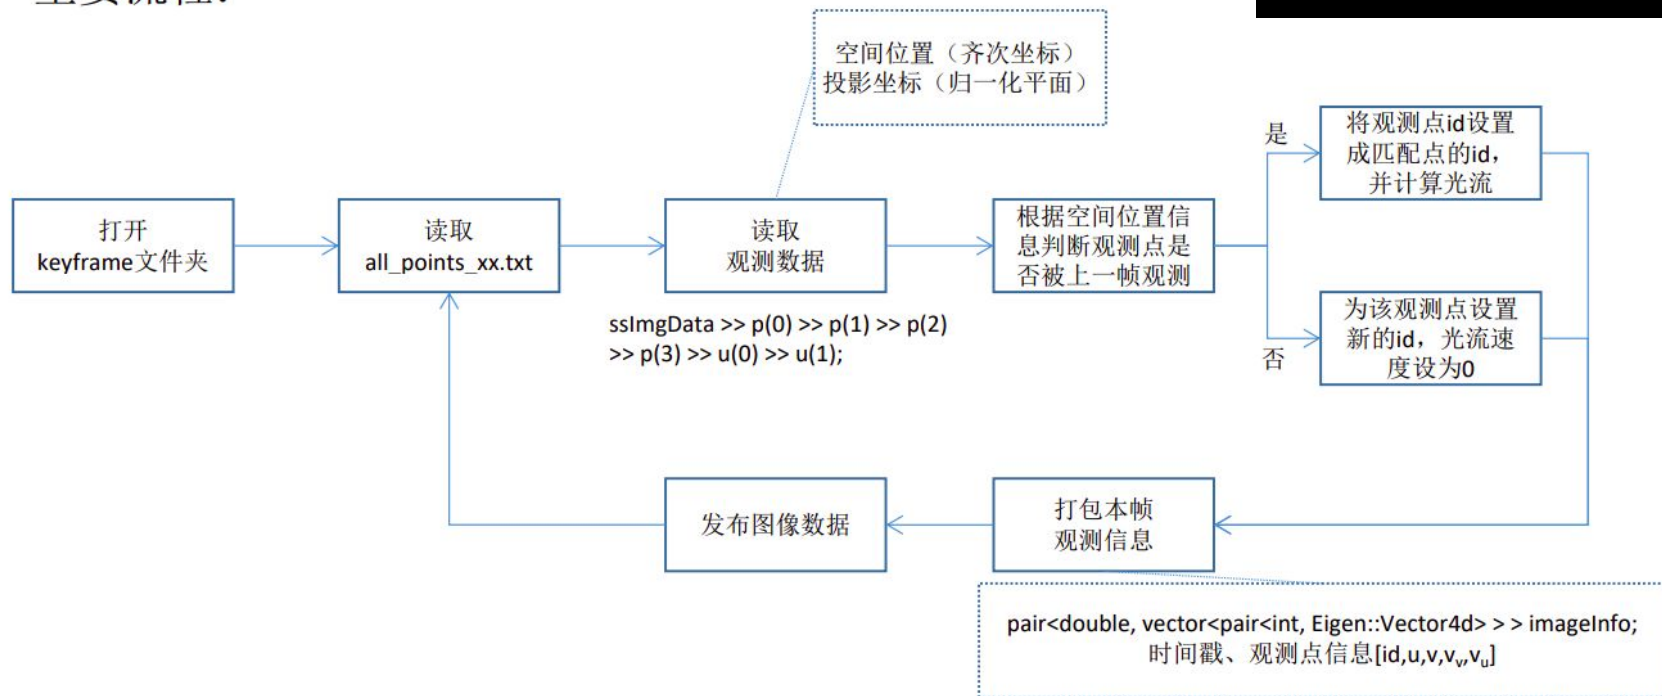 空间位置（齐次坐标）
投影坐标（归一化平面）
打开
keyframe文件夹
读取
all_points_xx.txt
读取
观测数据
ssImgData >> p(0) >> p(1) >> p(2)
>> p(3) >> u(0) >> u(1);
根据空间位置信
息判断观测点是
否被上一帧观测
是
将观测点id设置
成匹配点的id，
并计算光流
否
为该观测点设置
新的id，光流速
度设为0
打包本帧
观测信息
发布图像数据
pair<double, vector<pair<int, Eigen::Vector4d> > > imageInfo;
时间戳、观测点信息[id,u,v,vᵥ,vᵤ]